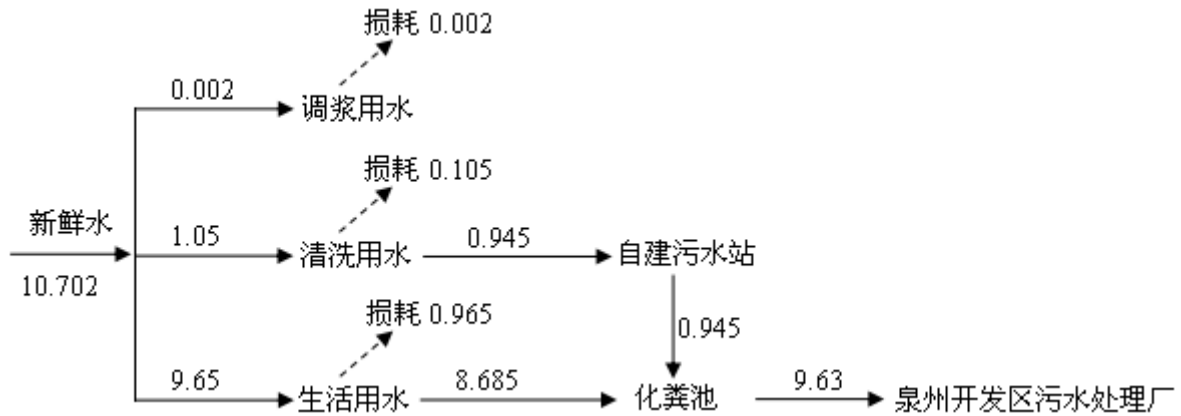 损耗 0.002
0.002
调浆用水
损耗 0.105
新鲜水
1.05
清洗用水
0.945
自建污水站
10.702
损耗 0.965
0.945
9.65
生活用水
8.685
化粪池
9.63
泉州开发区污水处理厂